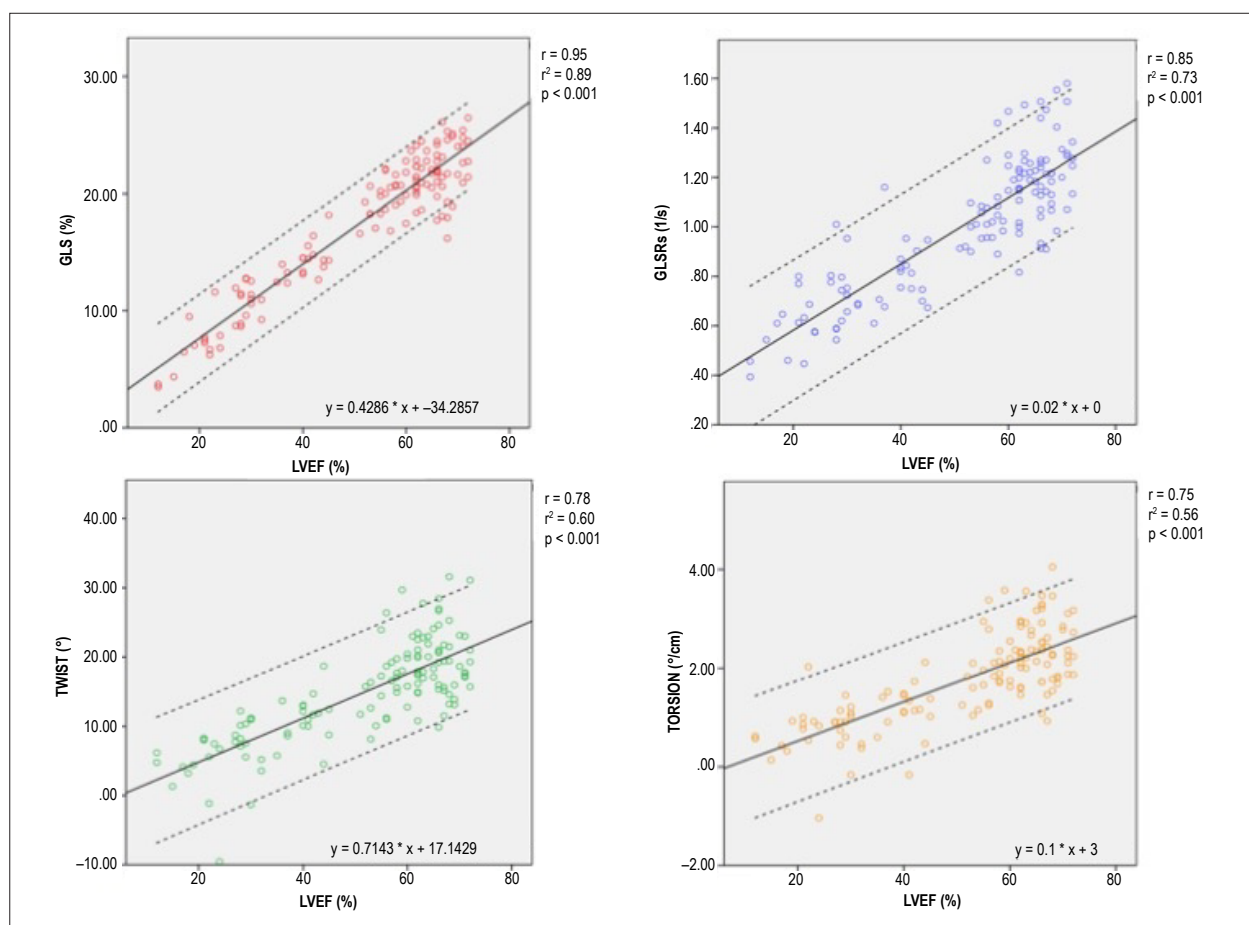 r = 0.95
r² = 0.89
p < 0.001
30.00
20.00
10.00
.00
GLS (%)
y = 0.4286 * x + –34.2857
20 40 60 80
LVEF (%)
r = 0.85
r² = 0.73
p < 0.001
1.60
1.40
1.20
1.00
.80
.60
.40
.20
GLSRs (1/s)
y = 0.02 * x + 0
20 40 60 80
LVEF (%)
r = 0.78
r² = 0.60
p < 0.001
40.00
30.00
20.00
10.00
.00
–10.00
TWIST (°)
y = 0.7143 * x + 17.1429
20 40 60 80
LVEF (%)
r = 0.75
r² = 0.56
p < 0.001
4.00
2.00
.00
–2.00
TORSION (°/cm)
y = 0.1 * x + 3
20 40 60 80
LVEF (%)